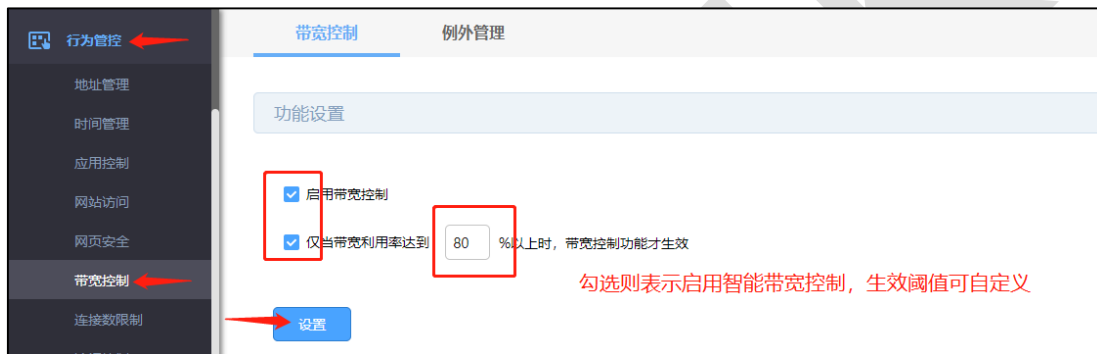 行为管控
地址管理
时间管理
应用控制
网站访问
网页安全
带宽控制
连接数限制
带宽控制 例外管理
功能设置
启用带宽控制
仅当带宽利用率达到 80 %以上时，带宽控制功能才生效
勾选则表示启用智能带宽控制，生效阈值可自定义
设置